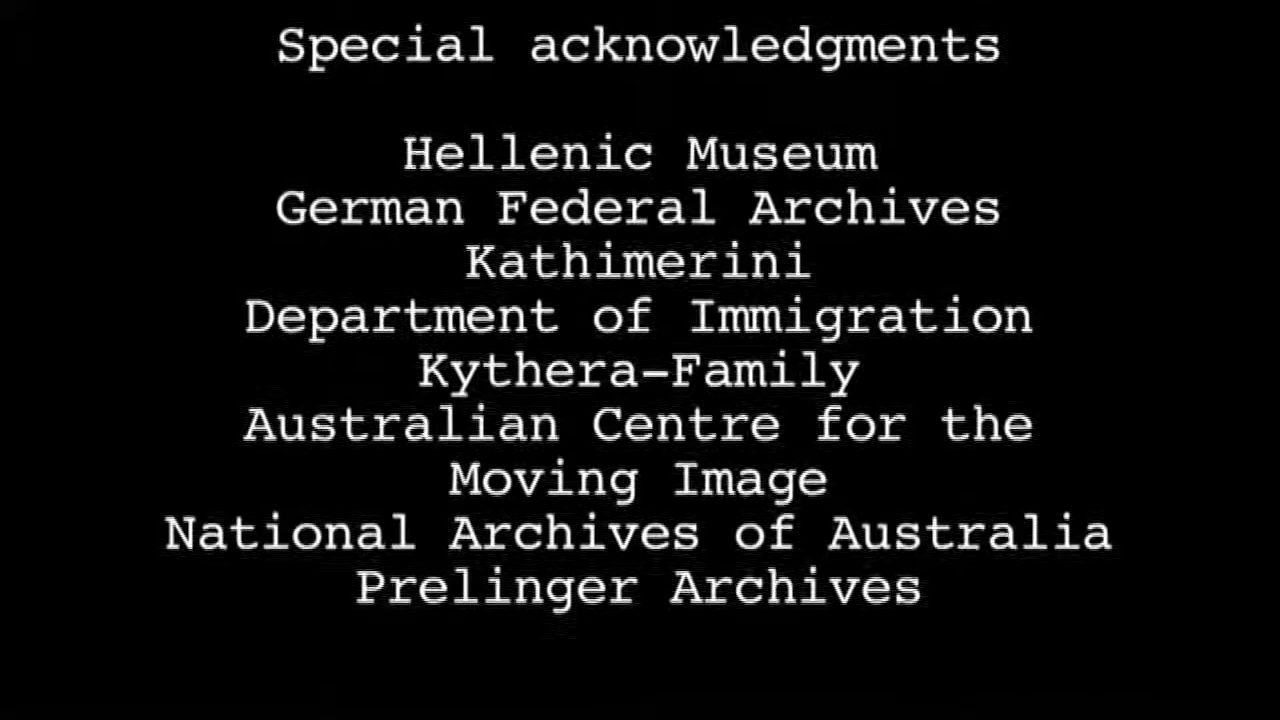 Special acknowledgments
Hellenic Museum
German Federal Archives
Kathimerini
Department of Immigration
Kythera-Family
Australian Centre for the
Moving Image
National Archives of Australia
Prelinger Archives